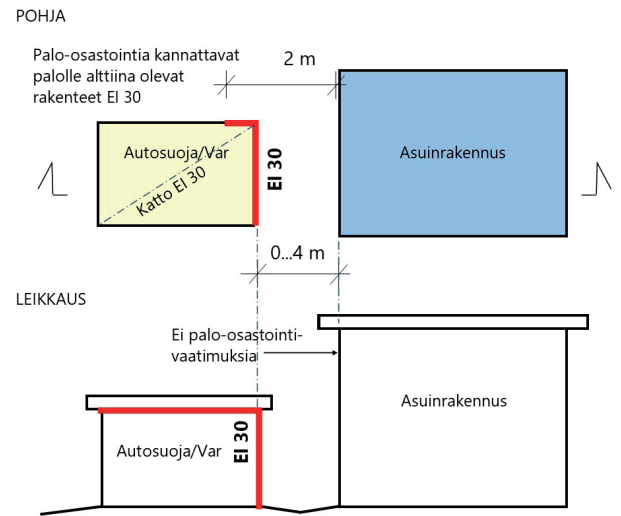 POHJA
Palo-osastointia kannattavat
palolle alttiina olevat
rakenteet EI 30
2 m
Autosuoja/Var
Katto EI 30
EI 30
Asuinrakennus
0...4 m
LEIKKAUS
Ei palo-osastointi-
vaatimuksia
Asuinrakennus
Autosuoja/Var
EI 30